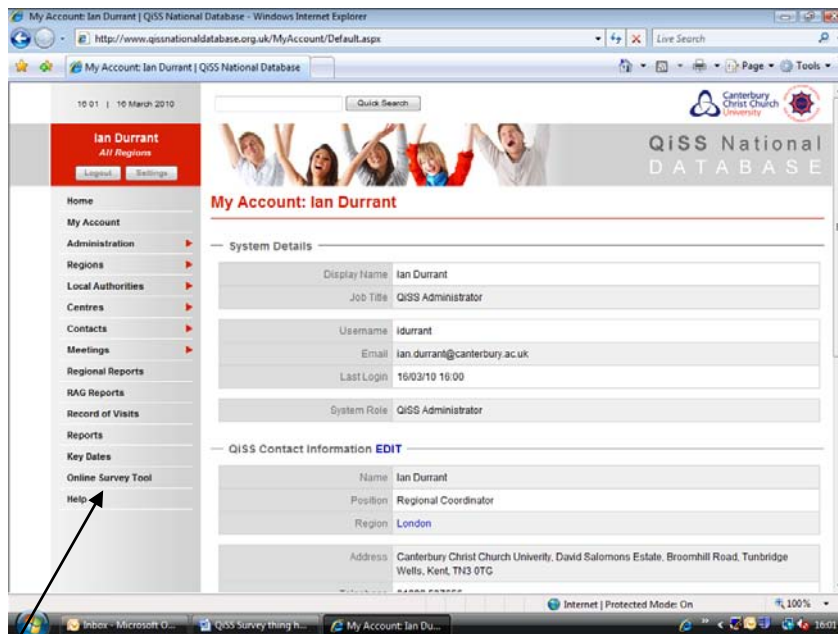 My Account: Ian Durrant | QiSS National Database - Windows Internet Explorer
http://www.qissnationaldatabase.org.uk/MyAccount/Default.aspx
Live Search
My Account: Ian Durrant | QiSS National Database
Page
Tools
16 01 | 16 March 2010
Quick Search
Canterbury
Christ Church
University
Ian Durrant
All Regions
Logout
Settings
QiSS National
DATABASE
Home
My Account
Administration
Regions
Local Authorities
Centres
Contacts
Meetings
Regional Reports
RAG Reports
Record of Visits
Reports
Key Dates
Online Survey Tool
Help
My Account: Ian Durrant
System Details
Display Name Ian Durrant
Job Title QiSS Administrator
Username idurrant
Email ian.durrant@canterbury.ac.uk
Last Login 16/03/10 16:00
System Role QiSS Administrator
QiSS Contact Information EDIT
Name Ian Durrant
Position Regional Coordinator
Region London
Address Canterbury Christ Church Univerity, David Salomons Estate, Broomhill Road, Tunbridge
Wells, Kent, TN3 0TG
Internet | Protected Mode: On
100%
Inbox - Microsoft O...
QiSS Survey thing h...
My Account: Ian Du...
16:01